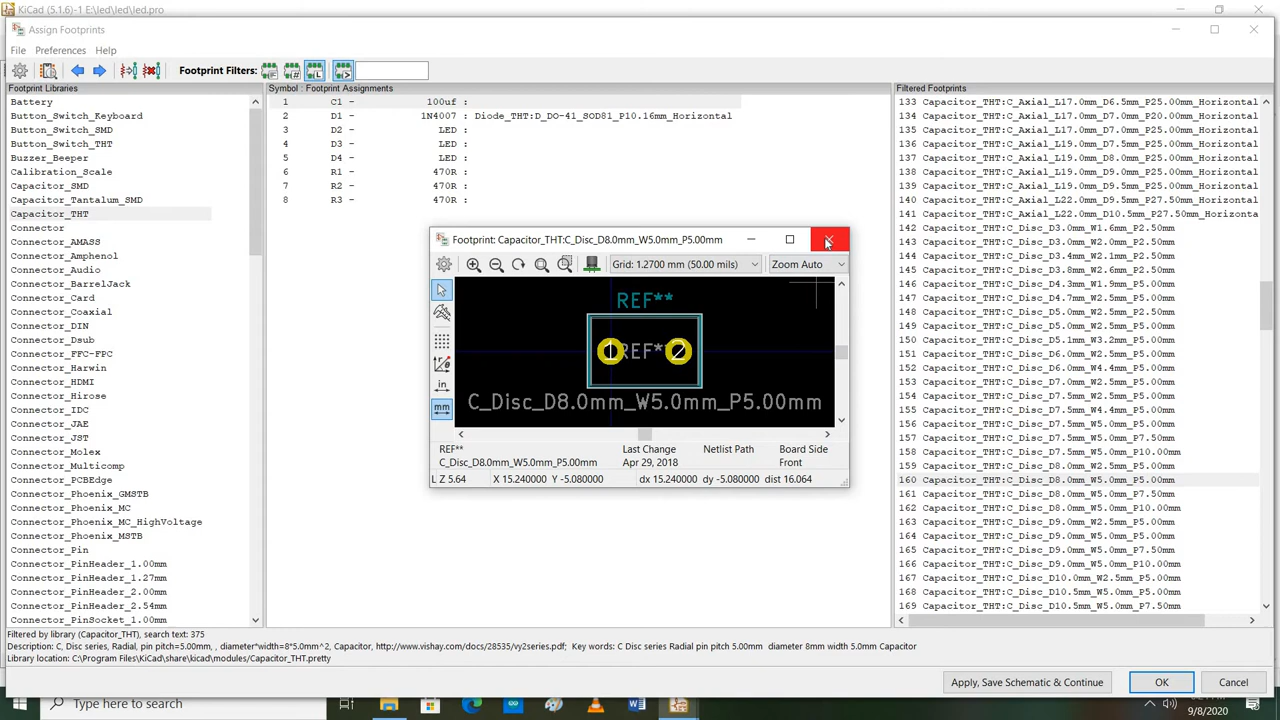 KiCad (5.1.6)-1 E:\led\led\led.pro
Assign Footprints
File Preferences Help
Footprint Filters:
Footprint Libraries
Battery
Button_Switch_Keyboard
Button_Switch_SMD
Button_Switch_THT
Buzzer_Beeper
Calibration_Scale
Capacitor_SMD
Capacitor_Tantalum_SMD
Capacitor_THT
Connector
Connector_AMASS
Connector_Amphenol
Connector_Audio
Connector_BarrelJack
Connector_Card
Connector_Coaxial
Connector_DIN
Connector_Dsub
Connector_FFC-FPC
Connector_Harwin
Connector_HDMI
Connector_Hirose
Connector_IDC
Connector_JAE
Connector_JST
Connector_Molex
Connector_Multicomp
Connector_PCBEdge
Connector_Phoenix_GMSTB
Connector_Phoenix_MC
Connector_Phoenix_MC_HighVoltage
Connector_Phoenix_MSTB
Connector_Pin
Connector_PinHeader_1.00mm
Connector_PinHeader_1.27mm
Connector_PinHeader_2.00mm
Connector_PinHeader_2.54mm
Connector_PinSocket_1.00mm
Symbol : Footprint Assignments
1 C1 - 100uf :
2 D1 - 1N4007 : Diode_THT:D_DO-41_SOD81_P10.16mm_Horizontal
3 D2 - LED :
4 D3 - LED :
5 D4 - LED :
6 R1 - 470R :
7 R2 - 470R :
8 R3 - 470R :
Footprint: Capacitor_THT:C_Disc_D8.0mm_W5.0mm_P5.00mm
Grid: 1.2700 mm (50.00 mils)
Zoom Auto
REF**
1 REF* 2
in
mm
C_Disc_D8.0mm_W5.0mm_P5.00mm
REF** Last Change Netlist Path Board Side
C_Disc_D8.0mm_W5.0mm_P5.00mm Apr 29, 2018 Front
L Z 5.64 X 15.240000 Y -5.080000 dx 15.240000 dy -5.080000 dist 16.064
Filtered Footprints
133 Capacitor_THT:C_Axial_L17.0mm_D6.5mm_P25.00mm_Horizontal
134 Capacitor_THT:C_Axial_L17.0mm_D7.0mm_P20.00mm_Horizontal
135 Capacitor_THT:C_Axial_L17.0mm_D7.0mm_P25.00mm_Horizontal
136 Capacitor_THT:C_Axial_L19.0mm_D7.5mm_P25.00mm_Horizontal
137 Capacitor_THT:C_Axial_L19.0mm_D8.0mm_P25.00mm_Horizontal
138 Capacitor_THT:C_Axial_L19.0mm_D9.0mm_P25.00mm_Horizontal
139 Capacitor_THT:C_Axial_L19.0mm_D9.5mm_P25.00mm_Horizontal
140 Capacitor_THT:C_Axial_L22.0mm_D9.5mm_P27.50mm_Horizontal
141 Capacitor_THT:C_Axial_L22.0mm_D10.5mm_P27.50mm_Horizonta
142 Capacitor_THT:C_Disc_D3.0mm_W1.6mm_P2.50mm
143 Capacitor_THT:C_Disc_D3.0mm_W2.0mm_P2.50mm
144 Capacitor_THT:C_Disc_D3.4mm_W2.1mm_P2.50mm
145 Capacitor_THT:C_Disc_D3.8mm_W2.6mm_P2.50mm
146 Capacitor_THT:C_Disc_D4.3mm_W1.9mm_P5.00mm
147 Capacitor_THT:C_Disc_D4.7mm_W2.5mm_P5.00mm
148 Capacitor_THT:C_Disc_D5.0mm_W2.5mm_P2.50mm
149 Capacitor_THT:C_Disc_D5.0mm_W2.5mm_P5.00mm
150 Capacitor_THT:C_Disc_D5.1mm_W3.2mm_P5.00mm
151 Capacitor_THT:C_Disc_D6.0mm_W2.5mm_P5.00mm
152 Capacitor_THT:C_Disc_D6.0mm_W4.4mm_P5.00mm
153 Capacitor_THT:C_Disc_D7.0mm_W2.5mm_P5.00mm
154 Capacitor_THT:C_Disc_D7.5mm_W2.5mm_P5.00mm
155 Capacitor_THT:C_Disc_D7.5mm_W4.4mm_P5.00mm
156 Capacitor_THT:C_Disc_D7.5mm_W5.0mm_P5.00mm
157 Capacitor_THT:C_Disc_D7.5mm_W5.0mm_P7.50mm
158 Capacitor_THT:C_Disc_D7.5mm_W5.0mm_P10.00mm
159 Capacitor_THT:C_Disc_D8.0mm_W2.5mm_P5.00mm
160 Capacitor_THT:C_Disc_D8.0mm_W5.0mm_P5.00mm
161 Capacitor_THT:C_Disc_D8.0mm_W5.0mm_P7.50mm
162 Capacitor_THT:C_Disc_D8.0mm_W5.0mm_P10.00mm
163 Capacitor_THT:C_Disc_D9.0mm_W2.5mm_P5.00mm
164 Capacitor_THT:C_Disc_D9.0mm_W5.0mm_P5.00mm
165 Capacitor_THT:C_Disc_D9.0mm_W5.0mm_P7.50mm
166 Capacitor_THT:C_Disc_D9.0mm_W5.0mm_P10.00mm
167 Capacitor_THT:C_Disc_D10.0mm_W2.5mm_P5.00mm
168 Capacitor_THT:C_Disc_D10.5mm_W5.0mm_P5.00mm
169 Capacitor_THT:C_Disc_D10.5mm_W5.0mm_P7.50mm
Filtered by library (Capacitor_THT), search text: 375
Description: C, Disc series, Radial, pin pitch=5.00mm, , diameter*width=8*5.0mm^2, Capacitor, http://www.vishay.com/docs/28535/vy2series.pdf; Key words: C Disc series Radial pin pitch 5.00mm diameter 8mm width 5.0mm Capacitor
Library location: C:\Program Files\KiCad\share\kicad\modules/Capacitor_THT.pretty
Apply, Save Schematic & Continue OK Cancel
Type here to search
9/8/2020